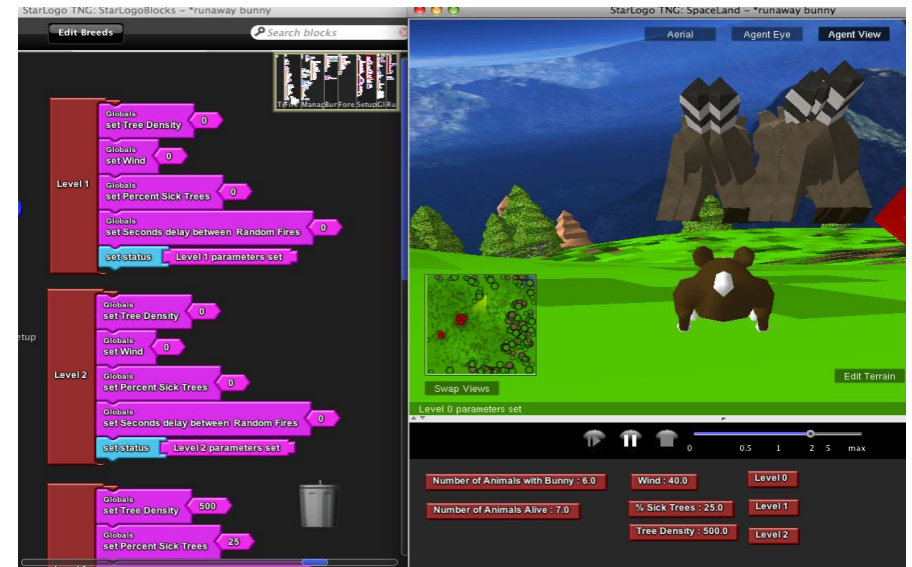 StarLogo TNG: StarLogoBlocks – *runaway bunny
Edit Breeds
Search blocks
Level 1
Globals
set Tree Density 0
Globals
set Wind 0
Globals
set Percent Sick Trees 0
Globals
set Seconds delay between Random Fires 0
set status Level 1 parameters set
etup
Level 2
Globals
set Tree Density 0
Globals
set Wind 0
Globals
set Percent Sick Trees 0
Globals
set Seconds delay between Random Fires 0
set status Level 2 parameters set
Globals
set Tree Density 500
Globals
set Percent Sick Trees 25
StarLogo TNG: SpaceLand – *runaway bunny
Aerial Agent Eye Agent View
Swap Views
Edit Terrain
Level 0 parameters set
0 0.5 1 2 5 max
Number of Animals with Bunny : 6.0
Number of Animals Alive : 7.0
Wind : 40.0
% Sick Trees : 25.0
Tree Density : 500.0
Level 0
Level 1
Level 2